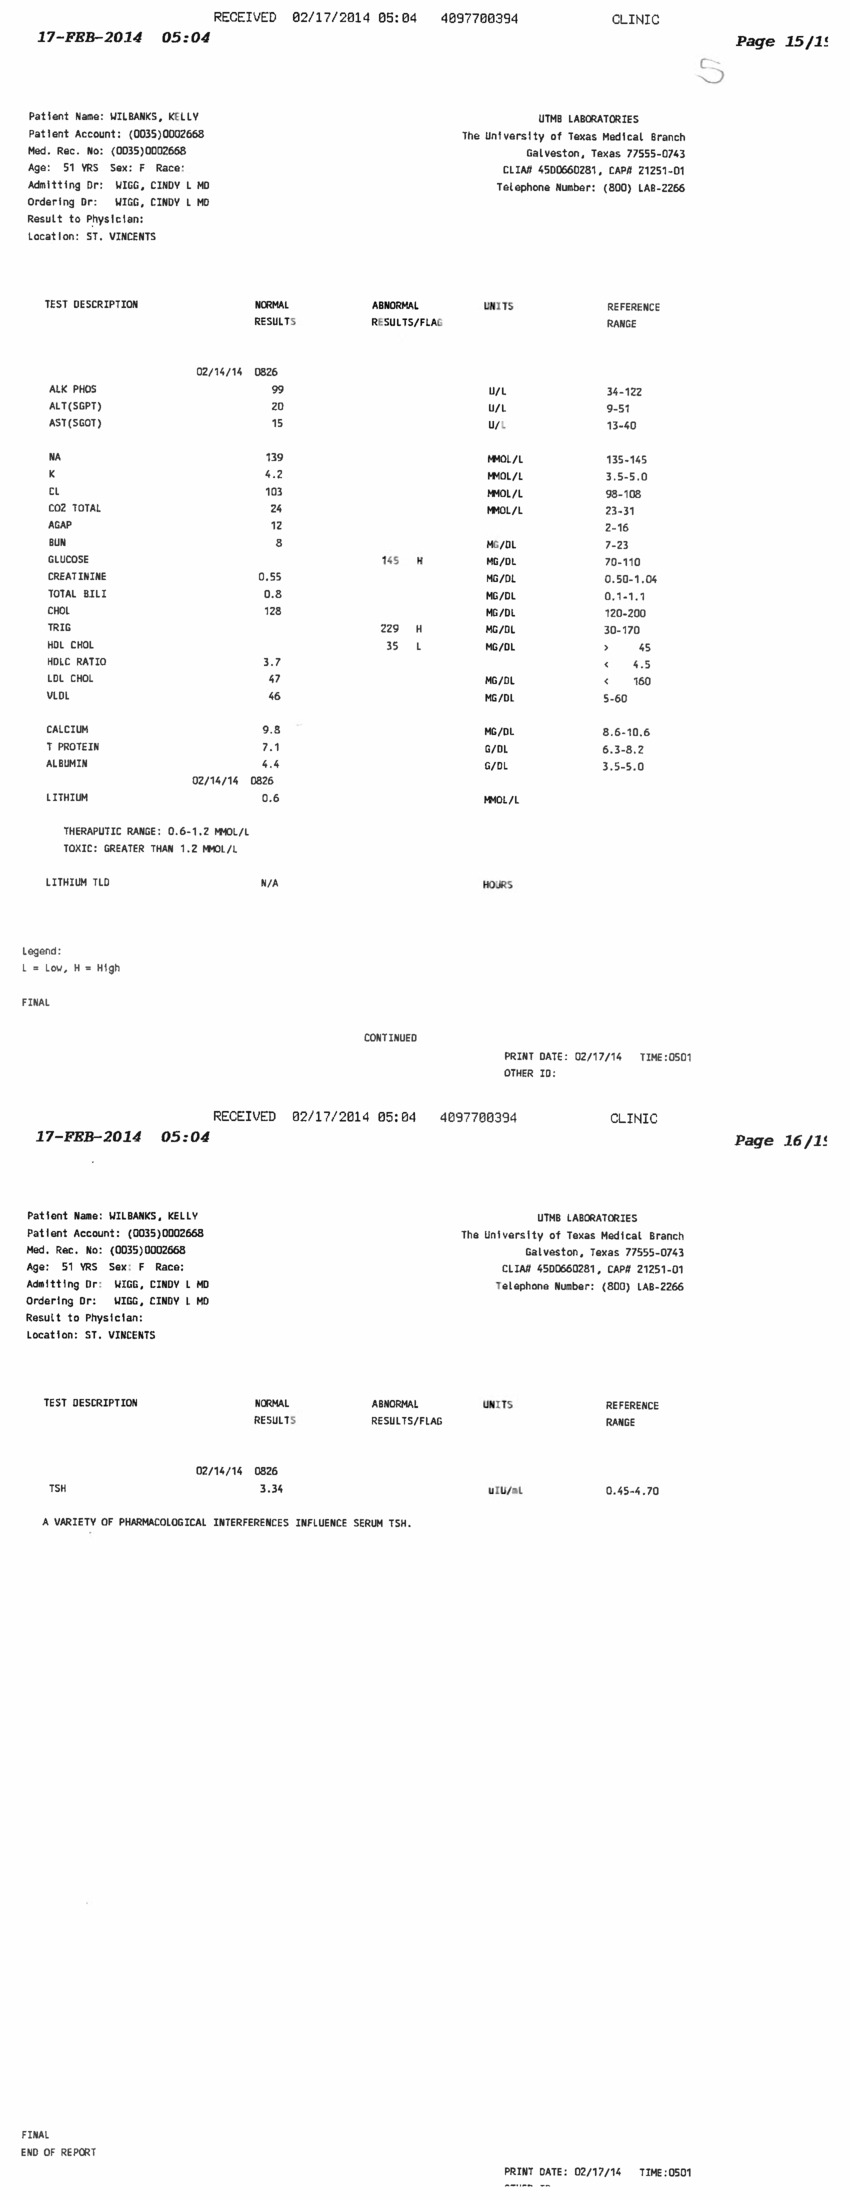 RECEIVED 02/17/2014 05:04 4097700394 CLINIC
17-FEB-2014 05:04 Page 15/19
5
Patient Name: WILBANKS, KELLY UTMB LABORATORIES
Patient Account: (0035)0002668 The University of Texas Medical Branch
Med. Rec. No: (0035)0002668 Galveston, Texas 77555-0743
Age: 51 YRS Sex: F Race: CLIA# 45D0660281, CAP# 21251-01
Admitting Dr: WIGG, CINDY L MD Telephone Number: (800) LAB-2266
Ordering Dr: WIGG, CINDY L MD
Result to Physician:
Location: ST. VINCENTS
TEST DESCRIPTION NORMAL ABNORMAL UNITS REFERENCE
RESULTS RESULTS/FLAG RANGE
02/14/14 0826
ALK PHOS 99 U/L 34-122
ALT(SGPT) 20 U/L 9-51
AST(SGOT) 15 U/L 13-40
NA 139 MMOL/L 135-145
K 4.2 MMOL/L 3.5-5.0
CL 103 MMOL/L 98-108
CO2 TOTAL 24 MMOL/L 23-31
AGAP 12 2-16
BUN 8 MG/DL 7-23
GLUCOSE 145 H MG/DL 70-110
CREATININE 0.55 MG/DL 0.50-1.04
TOTAL BILI 0.8 MG/DL 0.1-1.1
CHOL 128 MG/DL 120-200
TRIG 229 H MG/DL 30-170
HDL CHOL 35 L MG/DL > 45
HDLC RATIO 3.7 < 4.5
LDL CHOL 47 MG/DL < 160
VLDL 46 MG/DL 5-60
CALCIUM 9.8 MG/DL 8.6-10.6
T PROTEIN 7.1 G/DL 6.3-8.2
ALBUMIN 4.4 G/DL 3.5-5.0
02/14/14 0826
LITHIUM 0.6 MMOL/L
THERAPUTIC RANGE: 0.6-1.2 MMOL/L
TOXIC: GREATER THAN 1.2 MMOL/L
LITHIUM TLD N/A HOURS
Legend:
L = Low, H = High
FINAL
CONTINUED
PRINT DATE: 02/17/14 TIME:0501
OTHER ID:
RECEIVED 02/17/2014 05:04 4097700394 CLINIC
17-FEB-2014 05:04 Page 16/19
Patient Name: WILBANKS, KELLY UTMB LABORATORIES
Patient Account: (0035)0002668 The University of Texas Medical Branch
Med. Rec. No: (0035)0002668 Galveston, Texas 77555-0743
Age: 51 YRS Sex: F Race: CLIA# 45D0660281, CAP# 21251-01
Admitting Dr: WIGG, CINDY L MD Telephone Number: (800) LAB-2266
Ordering Dr: WIGG, CINDY L MD
Result to Physician:
Location: ST. VINCENTS
TEST DESCRIPTION NORMAL ABNORMAL UNITS REFERENCE
RESULTS RESULTS/FLAG RANGE
02/14/14 0826
TSH 3.34 uIU/mL 0.45-4.70
A VARIETY OF PHARMACOLOGICAL INTERFERENCES INFLUENCE SERUM TSH.
FINAL
END OF REPORT
PRINT DATE: 02/17/14 TIME:0501